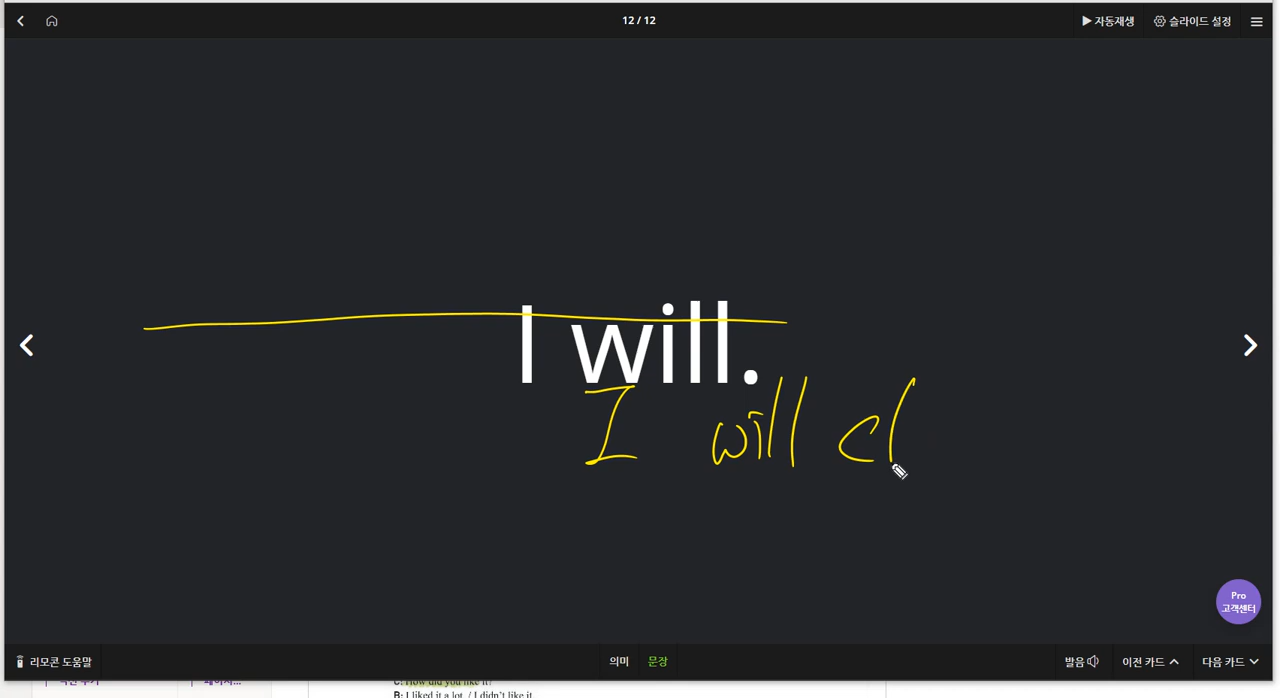 12 / 12
자동재생
슬라이드 설정
I will.
I will cl
Pro
고객센터
리모콘 도움말
의미
문장
발음
이전 카드
다음 카드
C: How did you like it?
B: I liked it a lot. / I didn't like it.